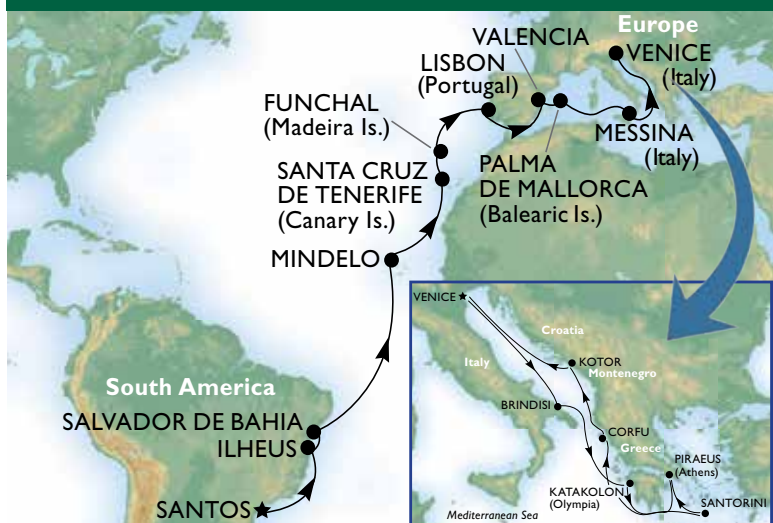 Europe
VALENCIA
VENICE
(Italy)
LISBON
(Portugal)
FUNCHAL
(Madeira Is.)
MESSINA
(Italy)
SANTA CRUZ
DE TENERIFE
(Canary Is.)
PALMA
DE MALLORCA
(Balearic Is.)
MINDELO
South America
SALVADOR DE BAHIA
ILHEUS
SANTOS
VENICE
Croatia
Italy
KOTOR
Montenegro
BRINDISI
CORFU
Greece
PIRAEUS
(Athens)
KATAKOLON
(Olympia)
SANTORINI
Mediterranean Sea